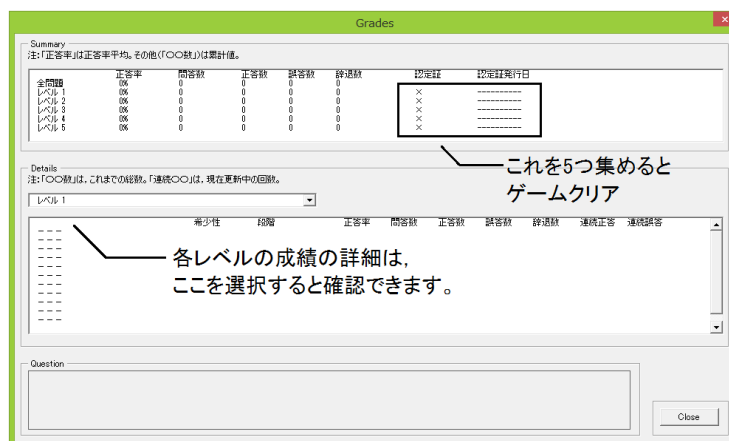 Grades
Summary
注:「正答率」は正答率平均。その他(「〇〇数」)は累計値。
正答率 問答数 正答数 誤答数 辞退数 認定証 認定証発行日
全問題 0% 0 0 0 0
レベル 1 0% 0 0 0 0 × ----------
レベル 2 0% 0 0 0 0 × ----------
レベル 3 0% 0 0 0 0 × ----------
レベル 4 0% 0 0 0 0 × ----------
レベル 5 0% 0 0 0 0 × ----------
これを5つ集めると
ゲームクリア
Details
注:「〇〇数」は、これまでの総数。「連続〇〇」は、現在更新中の回数。
レベル 1
希少性 段階 正答率 問答数 正答数 誤答数 辞退数 連続正答 連続誤答
---
---
---
---
---
---
---
---
---
---
各レベルの成績の詳細は，
ここを選択すると確認できます。
Question
Close